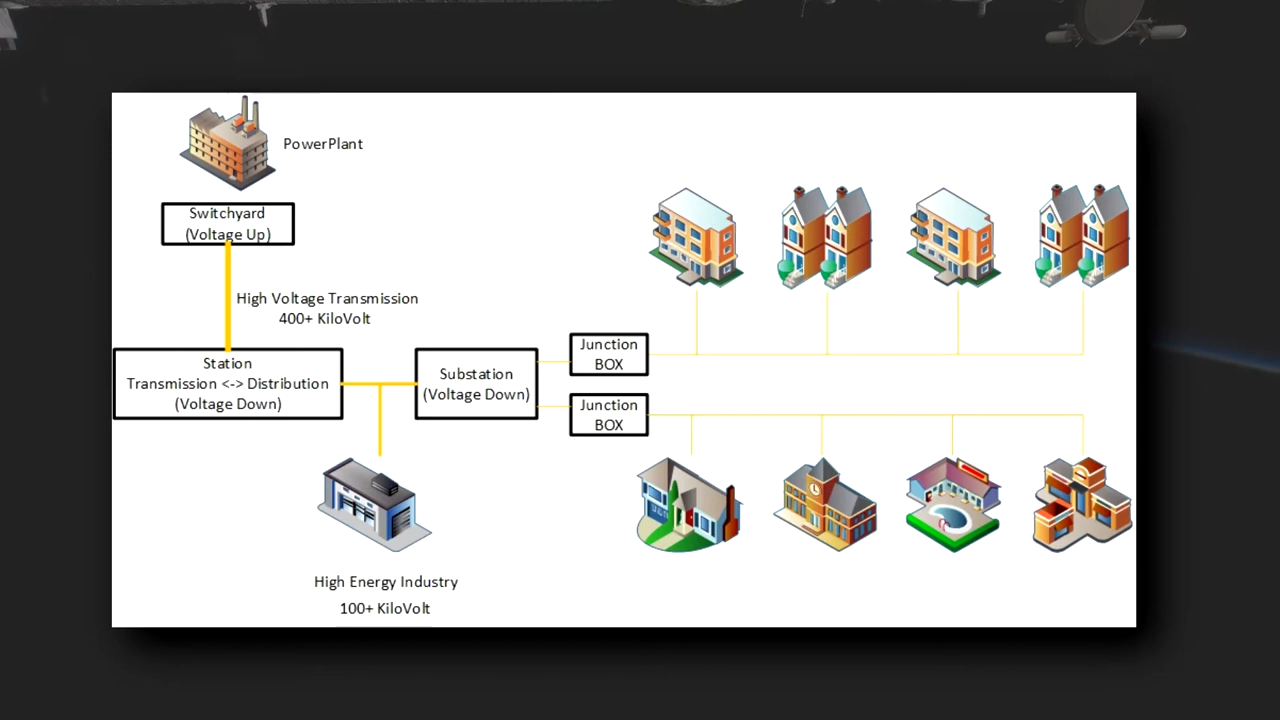 PowerPlant
Switchyard
(Voltage Up)
High Voltage Transmission
400+ KiloVolt
Station
Transmission <-> Distribution
(Voltage Down)
Substation
(Voltage Down)
Junction
BOX
Junction
BOX
High Energy Industry
100+ KiloVolt